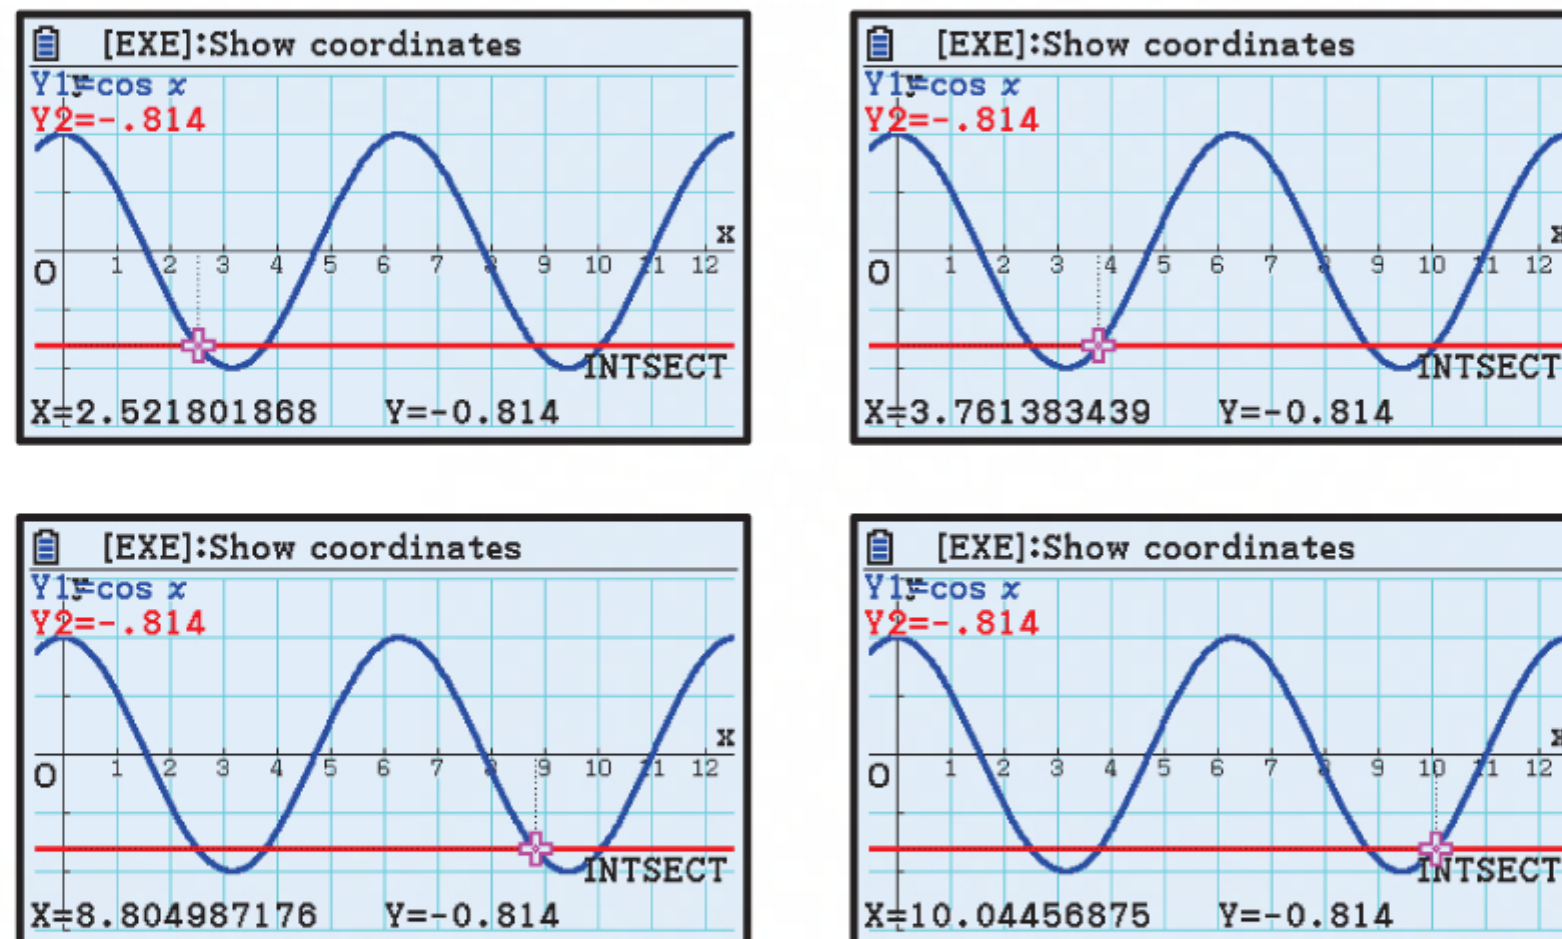 [EXE]:Show coordinates
Y1=cos x
Y2=-.814
y
x
O 1 2 3 4 5 6 7 8 9 10 11 12
INTSECT
X=2.521801868 Y=-0.814
[EXE]:Show coordinates
Y1=cos x
Y2=-.814
y
x
O 1 2 3 4 5 6 7 8 9 10 11 12
INTSECT
X=3.761383439 Y=-0.814
[EXE]:Show coordinates
Y1=cos x
Y2=-.814
y
x
O 1 2 3 4 5 6 7 8 9 10 11 12
INTSECT
X=8.804987176 Y=-0.814
[EXE]:Show coordinates
Y1=cos x
Y2=-.814
y
x
O 1 2 3 4 5 6 7 8 9 10 11 12
INTSECT
X=10.04456875 Y=-0.814